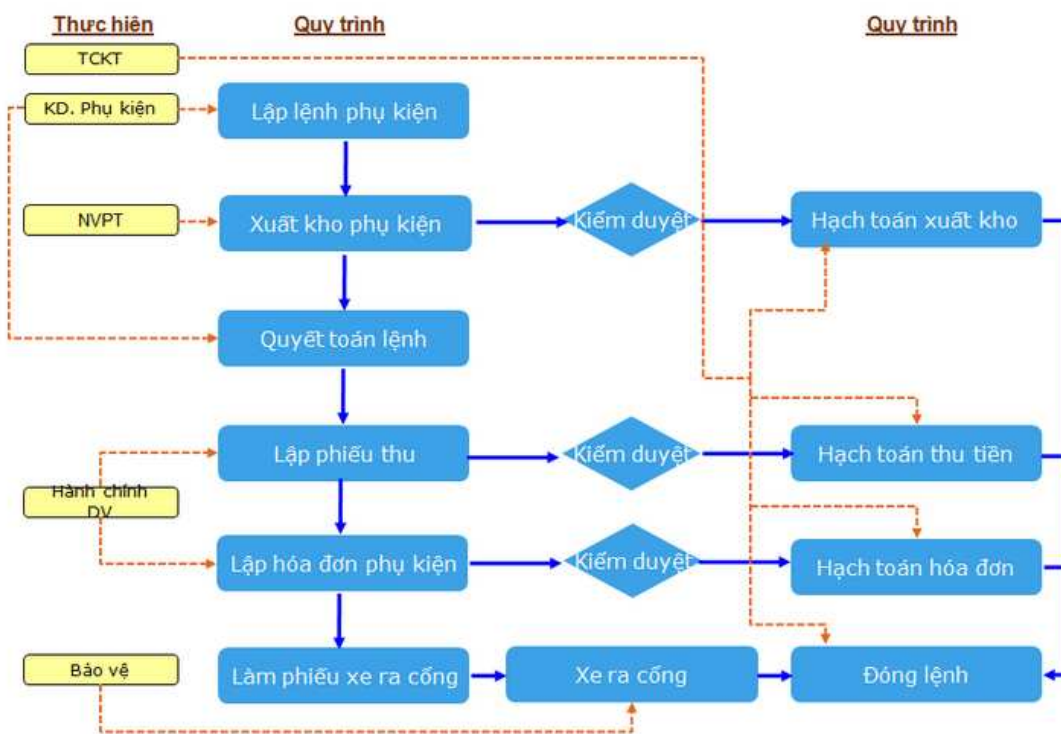 Thực hiên
Quy trình
Quy trình
TCKT
KD. Phụ kiện
Lập lệnh phụ kiện
NVPT
Xuất kho phụ kiện
Kiểm duyệt
Hạch toán xuất kho
Quyết toán lệnh
Lập phiếu thu
Kiểm duyệt
Hạch toán thu tiền
Hành chính
DV
Lập hóa đơn phụ kiện
Kiểm duyệt
Hạch toán hóa đơn
Bảo vệ
Làm phiếu xe ra cổng
Xe ra cổng
Đóng lệnh